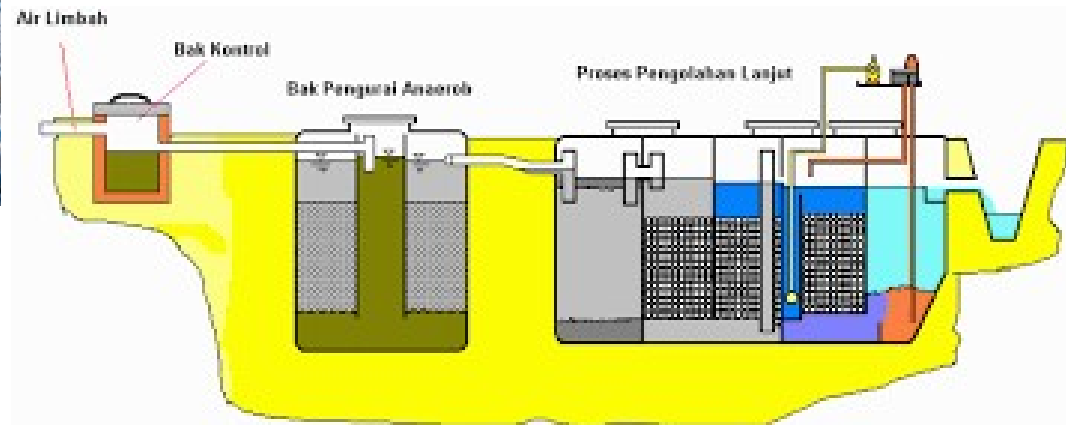 Air Limbah
Bak Kontrol
Bak Pengurai Anaerob
Proses Pengolahan Lanjut